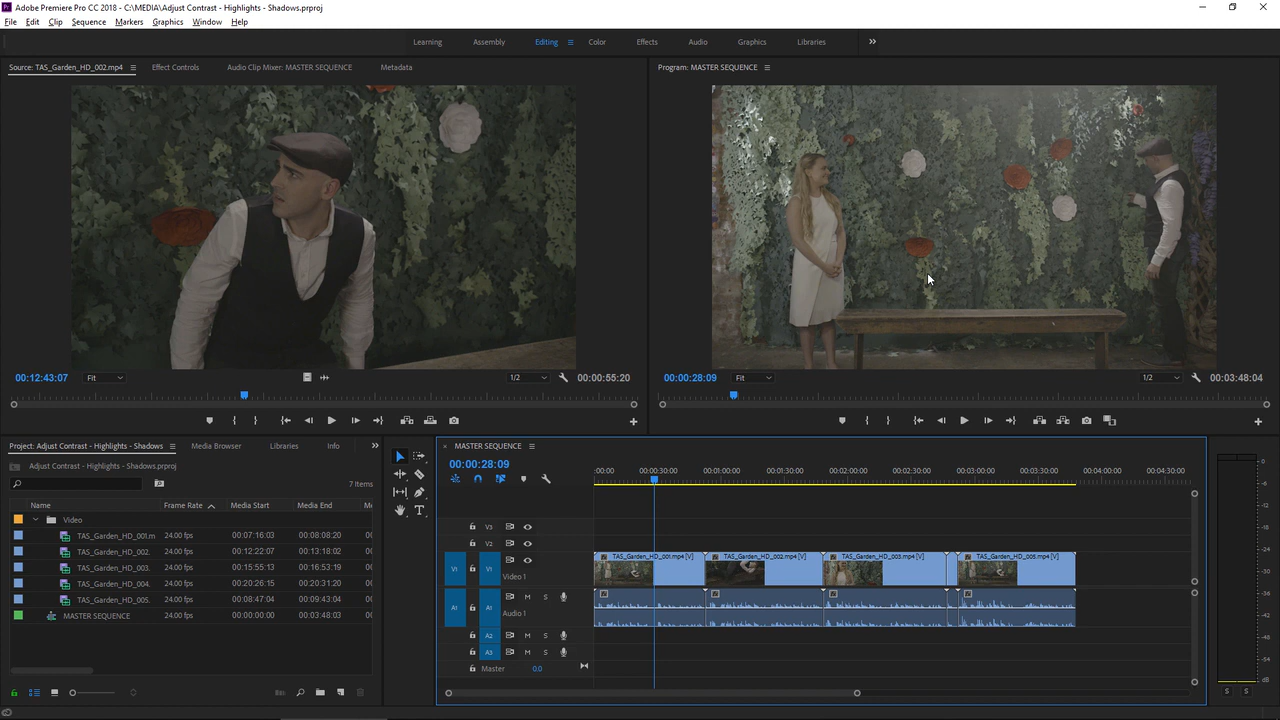 Adobe Premiere Pro CC 2018 - C:\MEDIA\Adjust Contrast - Highlights - Shadows.prproj
File Edit Clip Sequence Markers Graphics Window Help
Learning Assembly Editing Color Effects Audio Graphics Libraries
Source: TAS_Garden_HD_002.mp4 Effect Controls Audio Clip Mixer: MASTER SEQUENCE Metadata
Program: MASTER SEQUENCE
00:12:43:07 Fit 1/2 00:00:55:20
00:00:28:09 Fit 1/2 00:03:48:04
Project: Adjust Contrast - Highlights - Shadows Media Browser Libraries Info
Adjust Contrast - Highlights - Shadows.prproj
7 Items
Name Frame Rate Media Start Media End
Video
TAS_Garden_HD_001.m 24.00 fps 00:07:16:03 00:08:08:20
TAS_Garden_HD_002. 24.00 fps 00:12:22:07 00:13:18:02
TAS_Garden_HD_003. 24.00 fps 00:15:55:13 00:16:53:19
TAS_Garden_HD_004. 24.00 fps 00:20:26:15 00:20:31:20
TAS_Garden_HD_005. 24.00 fps 00:08:47:04 00:09:43:04
MASTER SEQUENCE 24.00 fps 00:00:00:00 00:03:48:03
MASTER SEQUENCE
00:00:28:09
:00:00 00:00:30:00 00:01:00:00 00:01:30:00 00:02:00:00 00:02:30:00 00:03:00:00 00:03:30:00 00:04:00:00 00:04:30:00
V3
V2
V1 V1 Video 1
TAS_Garden_HD_001.mp4 [V] TAS_Garden_HD_002.mp4 [V] TAS_Garden_HD_003.mp4 [V] TAS_Garden_HD_005.mp4 [V]
A1 A1 M S Audio 1
A2 M S
A3 M S
Master 0.0
0
-6
-12
-18
-24
-30
-36
-42
-48
-54
dB
S S